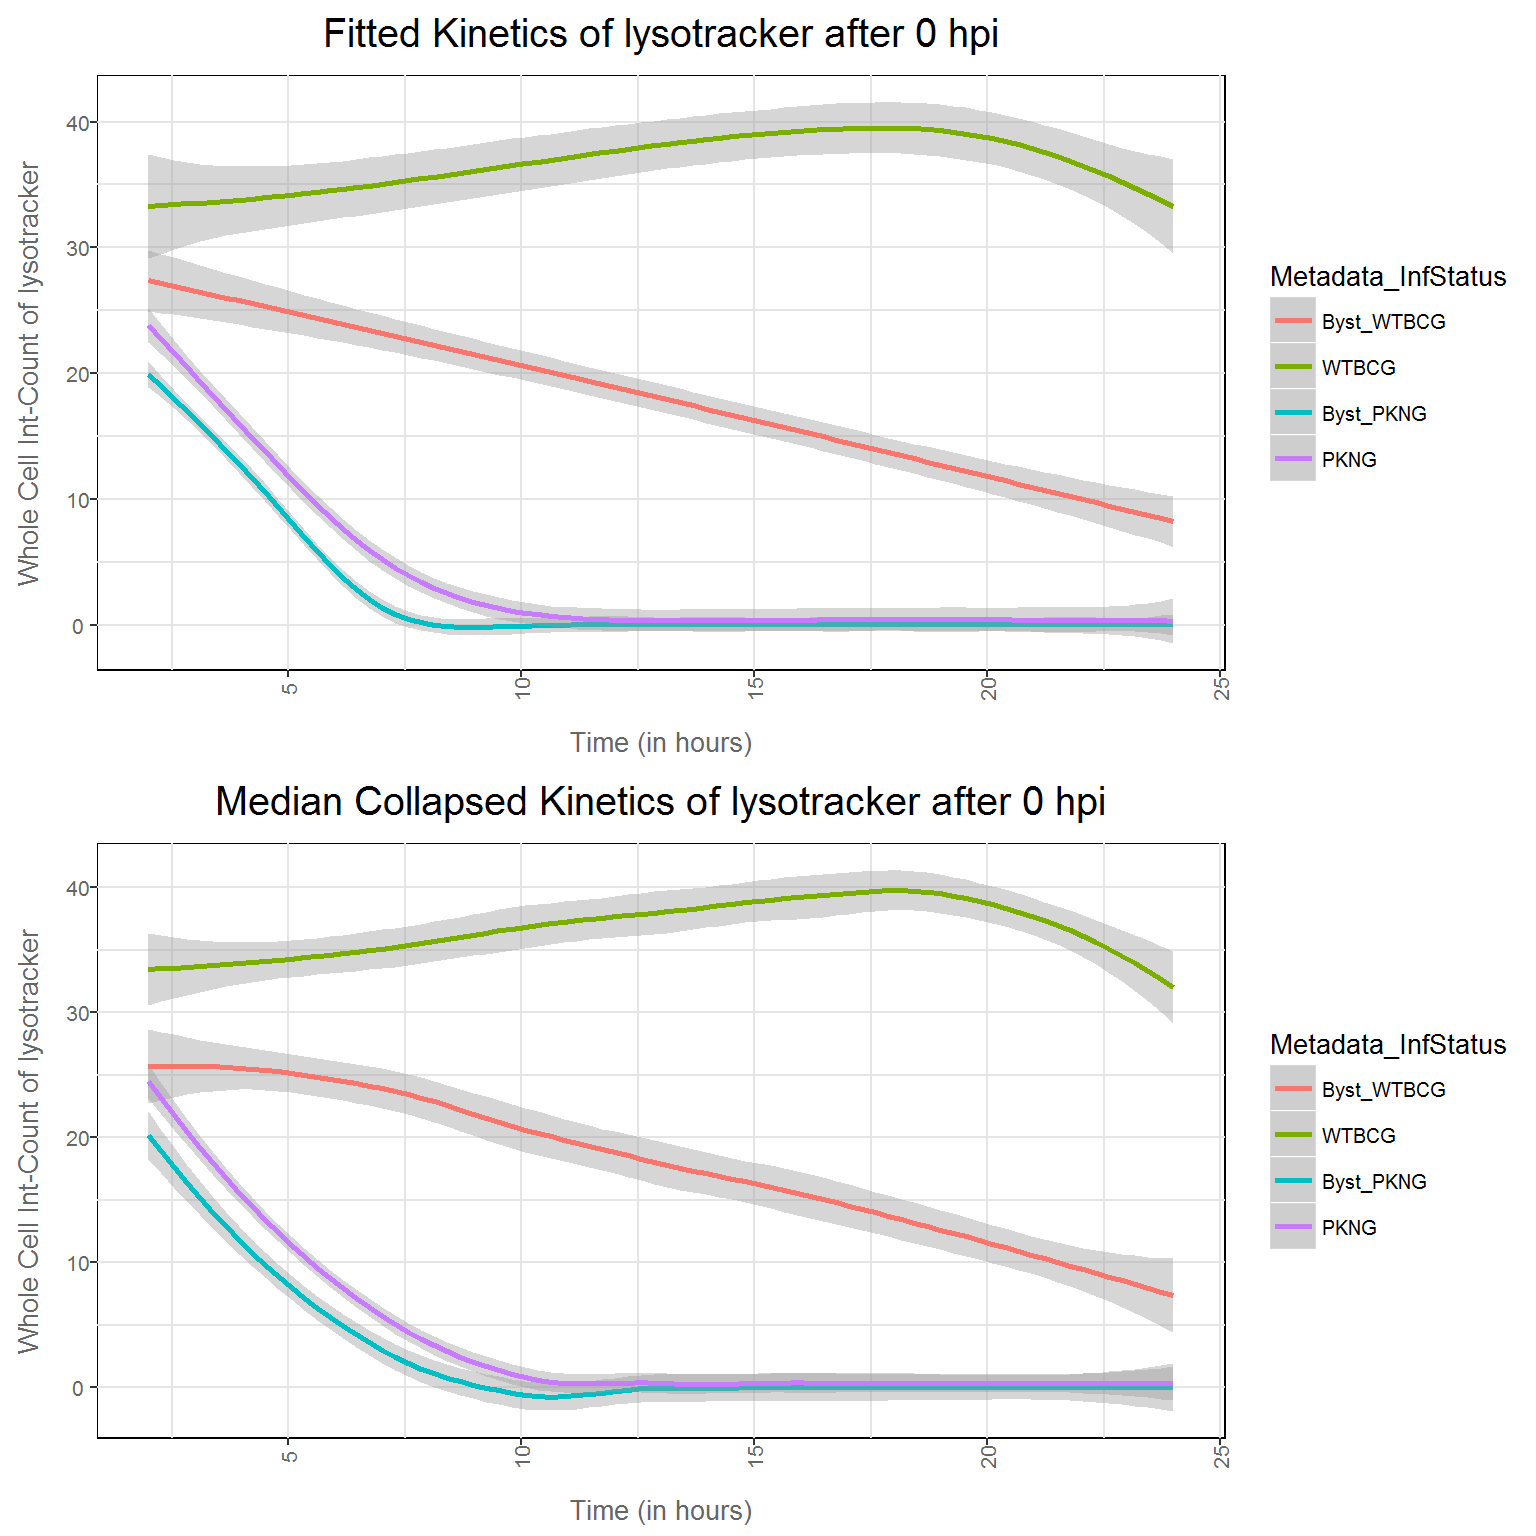 Fitted Kinetics of lysotracker after 0 hpi
Whole Cell Int-Count of lysotracker
40
30
20
10
0
5
10
15
20
25
Time (in hours)
Metadata_InfStatus
Byst_WTBCG
WTBCG
Byst_PKNG
PKNG
Median Collapsed Kinetics of lysotracker after 0 hpi
Whole Cell Int-Count of lysotracker
40
30
20
10
0
5
10
15
20
25
Time (in hours)
Metadata_InfStatus
Byst_WTBCG
WTBCG
Byst_PKNG
PKNG